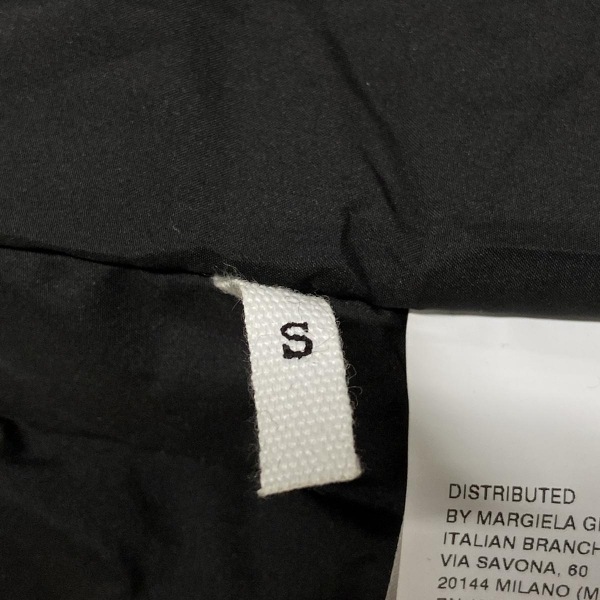 S
DISTRIBUTED
BY MARGIELA
ITALIAN BRANCH
VIA SAVONA, 60
20144 MILANO (M